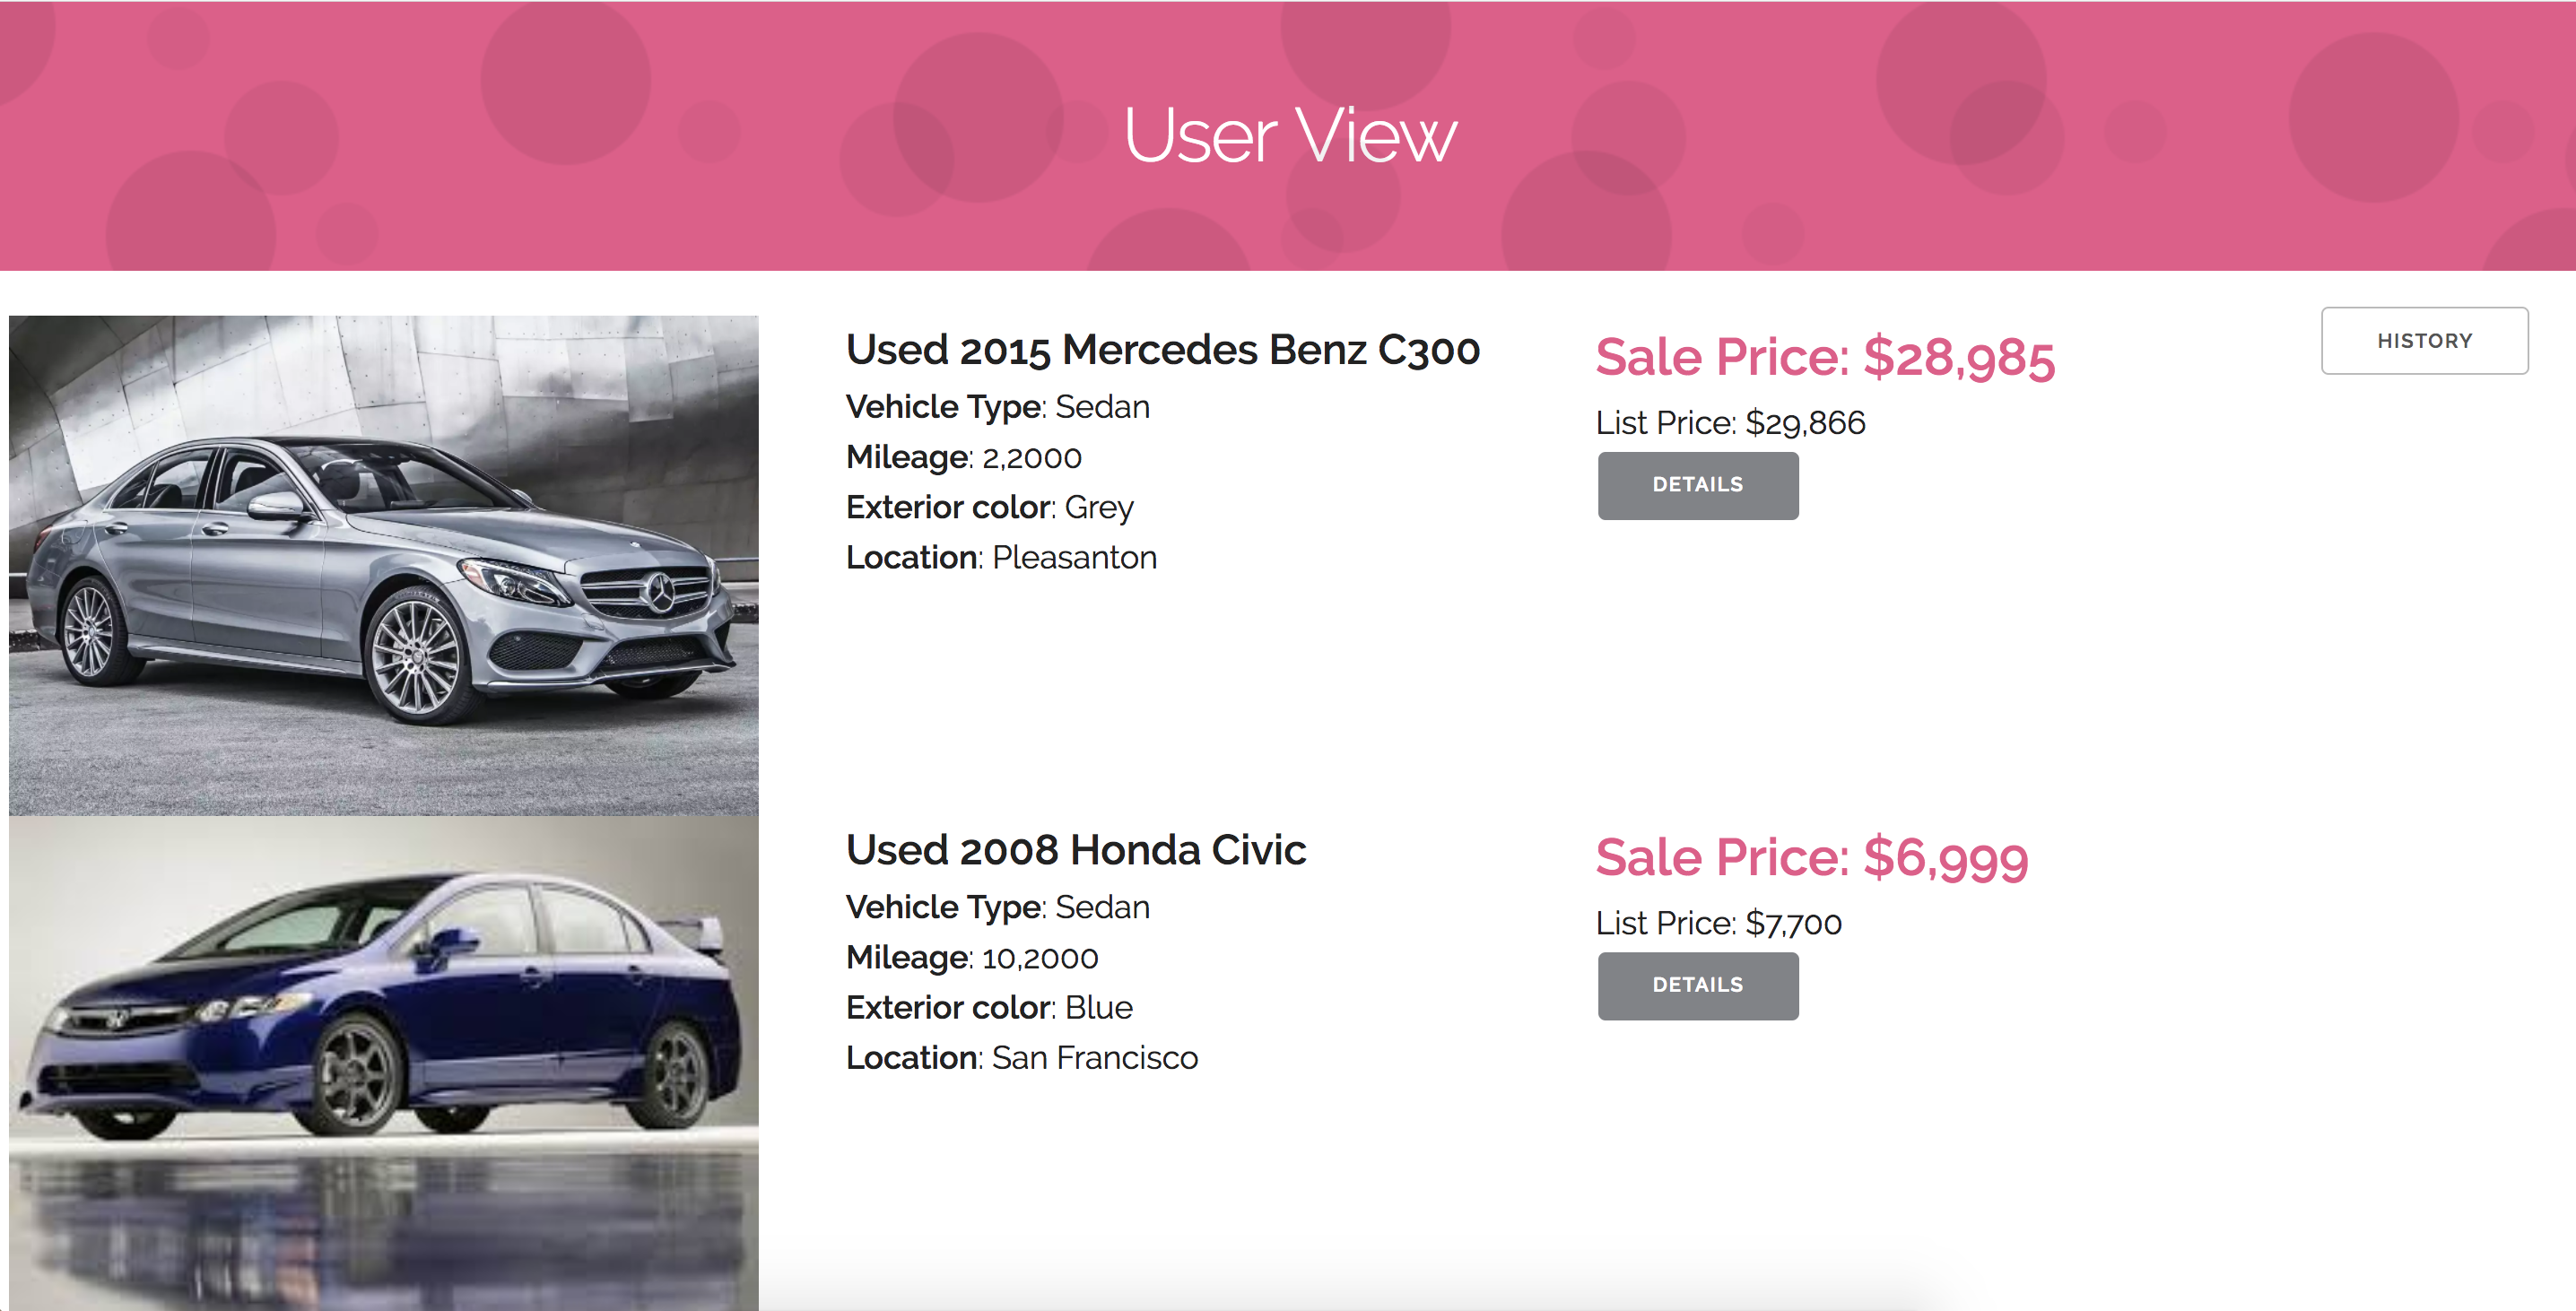 User View
HISTORY
Used 2015 Mercedes Benz C300
Vehicle Type: Sedan
Mileage: 2,2000
Exterior color: Grey
Location: Pleasanton
Sale Price: $28,985
List Price: $29,866
DETAILS
Used 2008 Honda Civic
Vehicle Type: Sedan
Mileage: 10,2000
Exterior color: Blue
Location: San Francisco
Sale Price: $6,999
List Price: $7,700
DETAILS